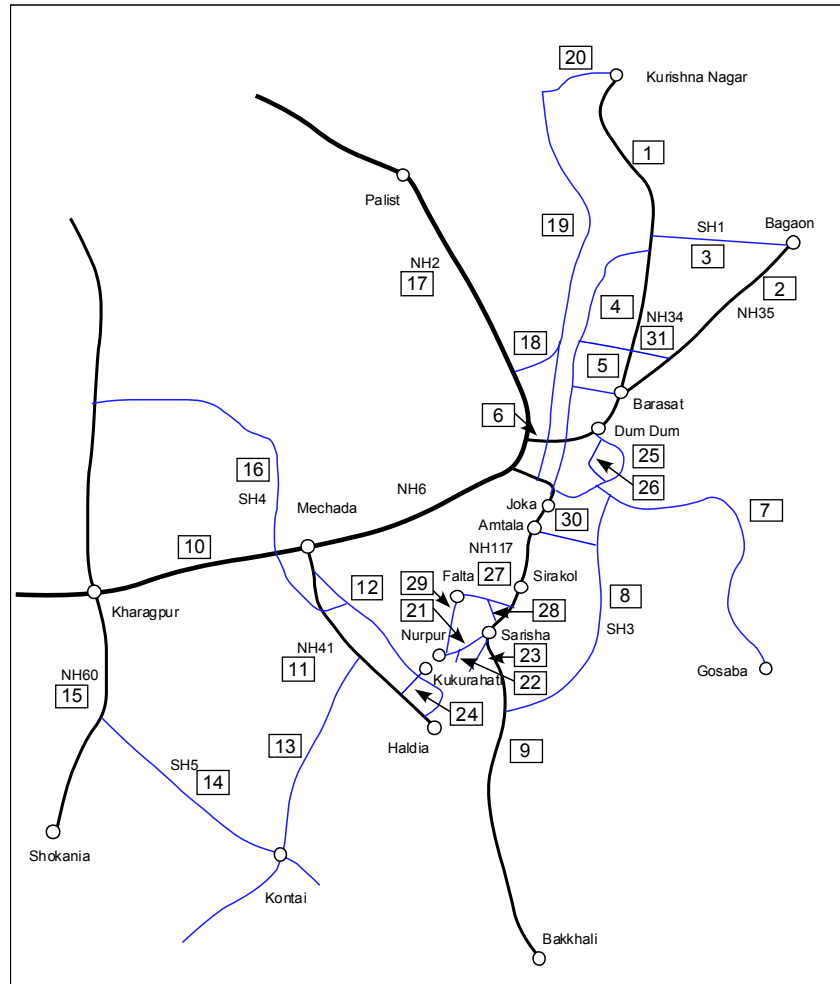 20
Kurishna Nagar
1
Palist
19
SH1
Bagaon
3
NH2
17
2
4
NH34
NH35
31
18
5
Barasat
6
Dum Dum
25
16
26
SH4
NH6
7
Mechada
Joka
30
Amtala
10
NH117
12
29
Falta
27
Sirakol
8
Kharagpur
21
28
SH3
Nurpur
Sarisha
NH41
23
Gosaba
NH60
11
Kukurahati
22
15
24
SH5
13
Haldia
9
14
Shokania
Kontai
Bakkhali